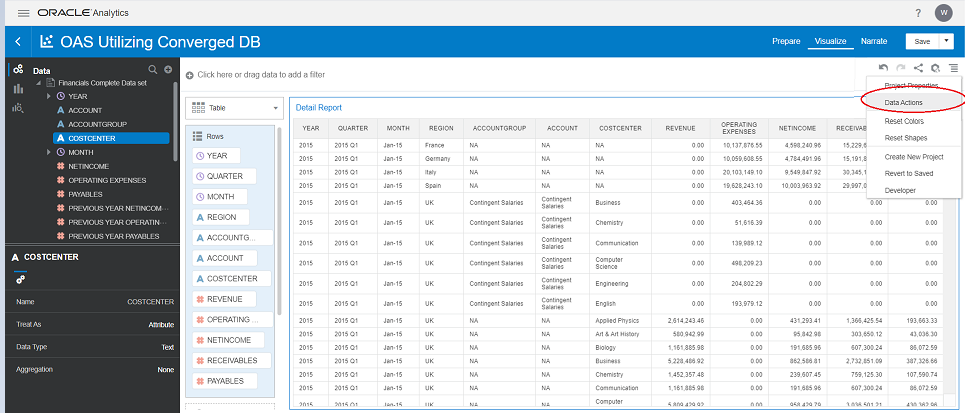 ORACLE Analytics
? W
OAS Utilizing Converged DB
Prepare Visualize Narrate Save
Data
Financials Complete Data set
YEAR
ACCOUNT
ACCOUNTGROUP
COSTCENTER
MONTH
NETINCOME
OPERATING EXPENSES
PAYABLES
PREVIOUS YEAR NETINCOM...
PREVIOUS YEAR OPERATIN...
PREVIOUS YEAR PAYABLES
A COSTCENTER
Name COSTCENTER
Treat As Attribute
Data Type Text
Aggregation None
Click here or drag data to add a filter
Table
Rows
YEAR
QUARTER
MONTH
REGION
ACCOUNTG...
ACCOUNT
COSTCENTER
REVENUE
OPERATING ...
NETINCOME
RECEIVABLES
PAYABLES
Detail Report
YEAR QUARTER MONTH REGION ACCOUNTGROUP ACCOUNT COSTCENTER REVENUE OPERATING EXPENSES NETINCOME RECEIVABL
2015 2015 Q1 Jan-15 France NA NA NA 0.00 10,137,876.55 4,598,240.96 15,229,6
2015 2015 Q1 Jan-15 Germany NA NA NA 0.00 10,059,608.55 4,784,491.96 15,191,8
2015 2015 Q1 Jan-15 Italy NA NA NA 0.00 20,103,149.10 9,549,847.92 30,345,1
2015 2015 Q1 Jan-15 Spain NA NA NA 0.00 19,628,243.10 10,003,963.92 29,997,0
2015 2015 Q1 Jan-15 UK Contingent Salaries Contingent Salaries Business 0.00 403,464.36 0.00 0.00 0.00
2015 2015 Q1 Jan-15 UK Contingent Salaries Contingent Salaries Chemistry 0.00 51,616.39 0.00 0.00 0.00
2015 2015 Q1 Jan-15 UK Contingent Salaries Contingent Salaries Communication 0.00 139,989.12 0.00 0.00 0.00
2015 2015 Q1 Jan-15 UK Contingent Salaries Contingent Salaries Computer Science 0.00 498,209.23 0.00 0.00 0.00
2015 2015 Q1 Jan-15 UK Contingent Salaries Contingent Salaries Engineering 0.00 204,802.29 0.00 0.00 0.00
2015 2015 Q1 Jan-15 UK Contingent Salaries Contingent Salaries English 0.00 193,979.12 0.00 0.00 0.00
2015 2015 Q1 Jan-15 UK NA NA Applied Physics 2,614,243.46 431,293.41 1,366,425.54 193,663.33
2015 2015 Q1 Jan-15 UK NA NA Art & Art History 580,942.99 95,842.98 303,650.12 43,036.30
2015 2015 Q1 Jan-15 UK NA NA Biology 1,161,885.98 191,685.96 607,300.24 86,072.59
2015 2015 Q1 Jan-15 UK NA NA Business 5,228,486.92 862,586.81 2,732,851.09 387,326.66
2015 2015 Q1 Jan-15 UK NA NA Chemistry 1,452,357.48 239,607.45 759,125.30 107,590.74
2015 2015 Q1 Jan-15 UK NA NA Communication 1,161,885.98 191,685.96 607,300.24 86,072.59
2015 2015 Q1 Jan-15 UK NA NA Computer 5,809,429.92 958,429.79 3,036,501.21 430,362.96
Project Properties
Data Actions
Reset Colors
Reset Shapes
Create New Project
Revert to Saved
Developer